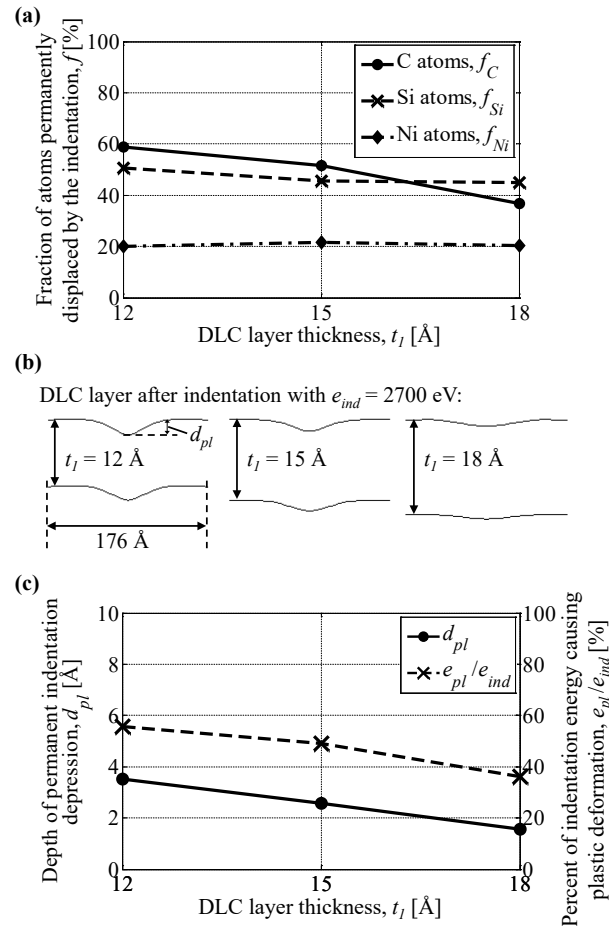 (a)
Fraction of atoms permanently
displaced by the indentation, f [%]
100
80
60
40
20
0
C atoms, f_C
Si atoms, f_Si
Ni atoms, f_Ni
12
15
18
DLC layer thickness, t_1 [Å]
(b)
DLC layer after indentation with e_ind = 2700 eV:
d_pl
t_1 = 12 Å
t_1 = 15 Å
t_1 = 18 Å
176 Å
(c)
Depth of permanent indentation
depression, d_pl [Å]
10
8
6
4
2
0
d_pl
e_pl/e_ind
100
80
60
40
20
0
Percent of indentation energy causing
plastic deformation, e_pl/e_ind [%]
12
15
18
DLC layer thickness, t_1 [Å]